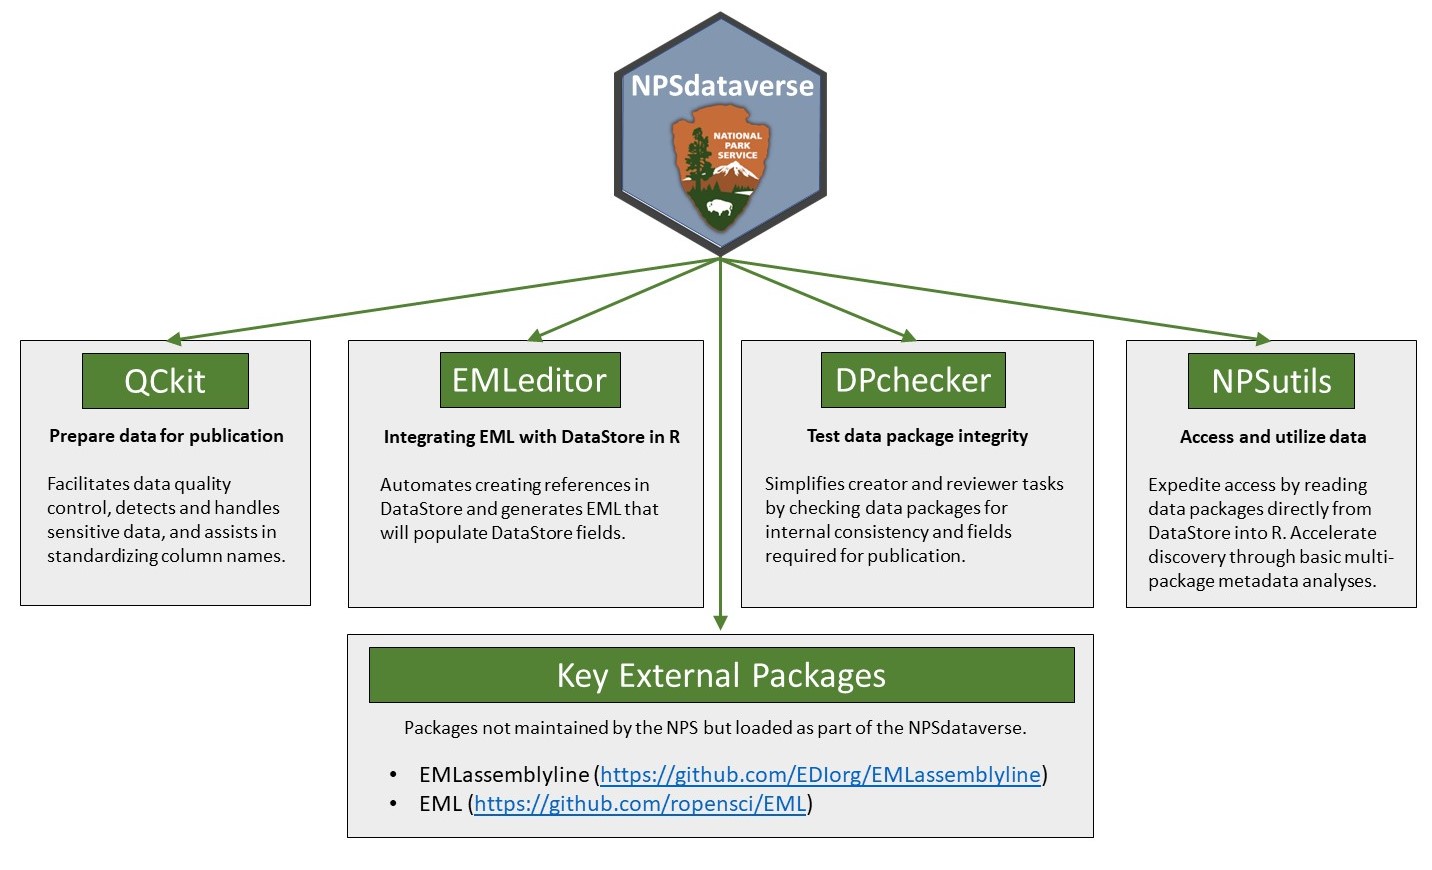 NPSdataverse
NATIONAL
PARK
SERVICE
QCkit
Prepare data for publication
Facilitates data quality
control, detects and handles
sensitive data, and assists in
standardizing column names.
EMLeditor
Integrating EML with DataStore in R
Automates creating references in
DataStore and generates EML that
will populate DataStore fields.
DPchecker
Test data package integrity
Simplifies creator and reviewer tasks
by checking data packages for
internal consistency and fields
required for publication.
NPSutils
Access and utilize data
Expedite access by reading
data packages directly from
DataStore into R. Accelerate
discovery through basic multi-
package metadata analyses.
Key External Packages
Packages not maintained by the NPS but loaded as part of the NPSdataverse.
• EMLassemblyline (https://github.com/EDIorg/EMLassemblyline)
• EML (https://github.com/ropensci/EML)